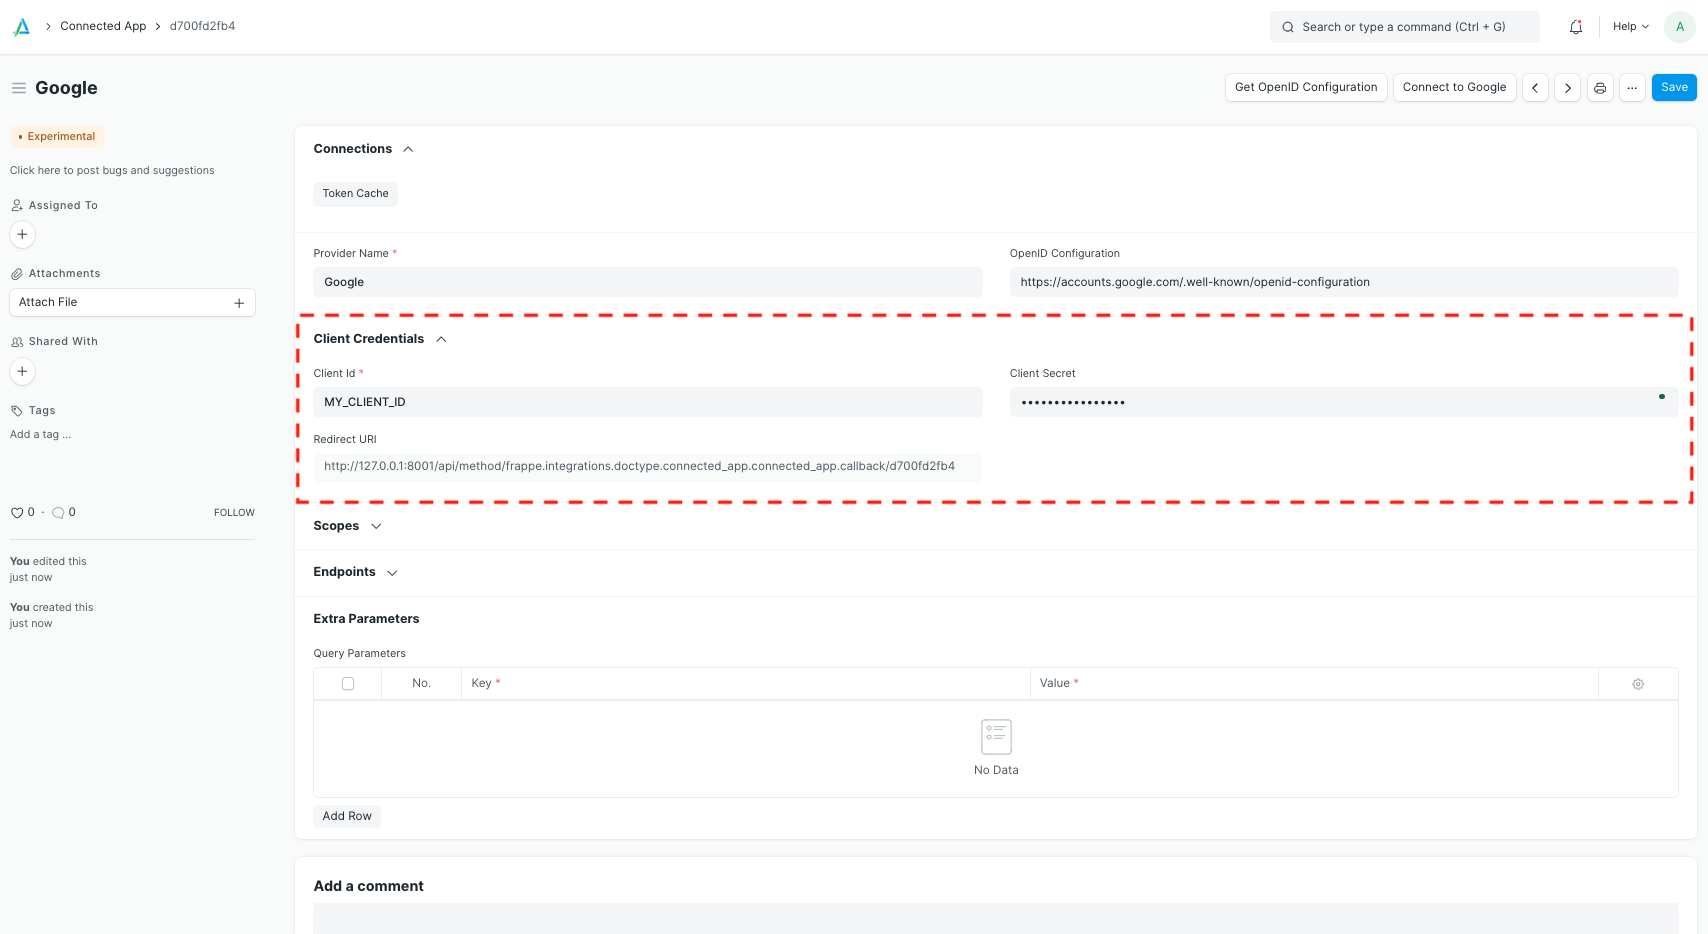 Connected App
d700fd2fb4
Search or type a command (Ctrl + G)
Help
A
Google
Get OpenID Configuration
Connect to Google
...
Save
• Experimental
Click here to post bugs and suggestions
Assigned To
Attachments
Attach File
Shared With
Tags
Add a tag ...
0 · 0
FOLLOW
You edited this
just now
You created this
just now
Connections
Token Cache
Provider Name *
Google
OpenID Configuration
https://accounts.google.com/.well-known/openid-configuration
Client Credentials
Client Id *
MY_CLIENT_ID
Client Secret
••••••••••••••••
Redirect URI
http://127.0.0.1:8001/api/method/frappe.integrations.doctype.connected_app.connected_app.callback/d700fd2fb4
Scopes
Endpoints
Extra Parameters
Query Parameters
No.
Key *
Value *
No Data
Add Row
Add a comment